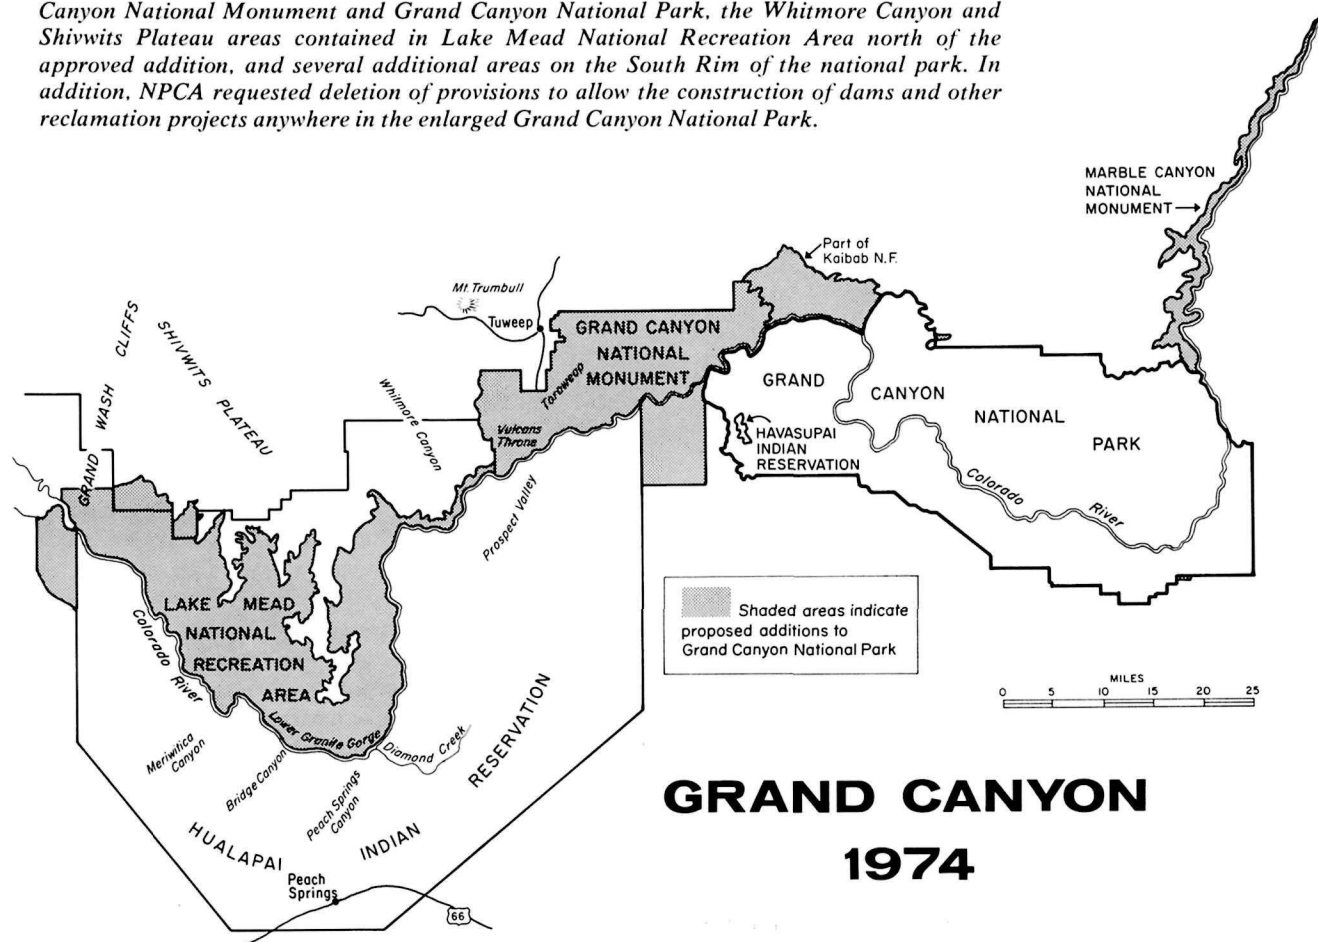 Canyon National Monument and Grand Canyon National Park, the Whitmore Canyon and
Shivwits Plateau areas contained in Lake Mead National Recreation Area north of the
approved addition, and several additional areas on the South Rim of the national park. In
addition, NPCA requested deletion of provisions to allow the construction of dams and other
reclamation projects anywhere in the enlarged Grand Canyon National Park.
MARBLE CANYON
NATIONAL
MONUMENT
Part of
Kaibab N.F.
Mt. Trumbull
Tuweep
GRAND CANYON
NATIONAL
MONUMENT
Toroweap
GRAND WASH CLIFFS
SHIVWITS PLATEAU
Whitmore Canyon
Vulcans
Throne
Prospect Valley
GRAND
CANYON
NATIONAL
PARK
HAVASUPAI
INDIAN
RESERVATION
Colorado
River
LAKE MEAD
NATIONAL
RECREATION
AREA
Colorado River
Lower Granite Gorge
Diamond Creek
Meriwitica
Canyon
Bridge Canyon
Peach Springs
Canyon
HUALAPAI
INDIAN
RESERVATION
Peach
Springs
66
Shaded areas indicate
proposed additions to
Grand Canyon National Park
MILES
0 5 10 15 20 25
GRAND CANYON
1974